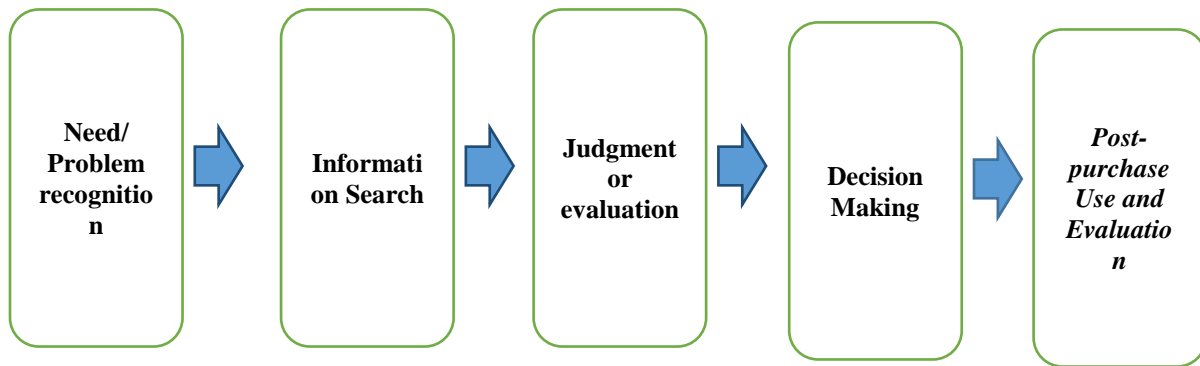 Need/
Problem
recognitio
n
Informati
on Search
Judgment
or
evaluation
Decision
Making
Post-
purchase
Use and
Evaluatio
n